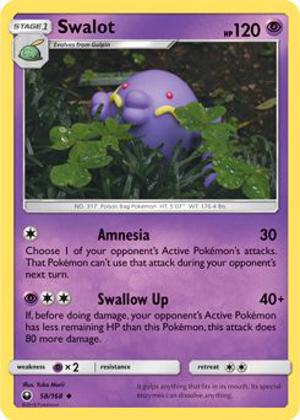 STAGE 1
Swalot
HP 120
Evolves from Gulpin
NO. 317 Poison Bag Pokémon HT: 5'07" WT: 176.4 lbs.
Amnesia 30
Choose 1 of your opponent's Active Pokémon's attacks.
That Pokémon can't use that attack during your opponent's
next turn.
Swallow Up 40+
If, before doing damage, your opponent's Active Pokémon
has less remaining HP than this Pokémon, this attack does
80 more damage.
weakness ×2 resistance retreat
Illus. Yuka Morii
58/168
©2018 Pokémon
It gulps anything that fits in its mouth. Its special
enzymes can dissolve anything.